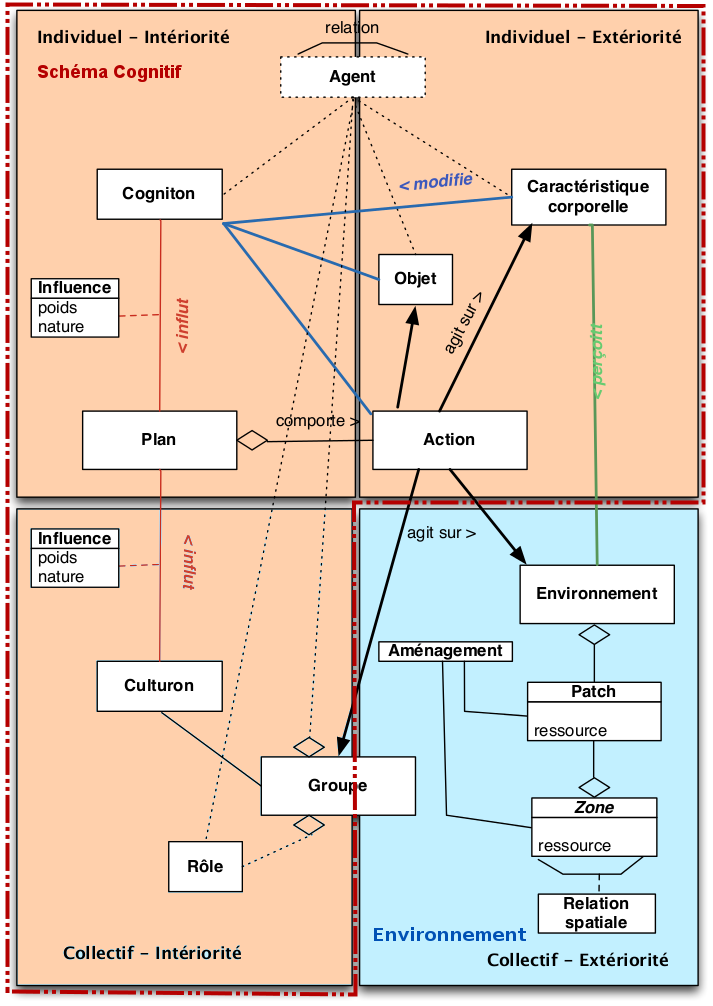 relation
Individuel – Intériorité
Individuel – Extériorité
Schéma Cognitif
Agent
Cogniton
< modifie
Caractéristique
corporelle
Objet
Influence
poids
nature
< influt
agit sur >
< perçoitt
Plan
comporte >
Action
Influence
poids
nature
< influt
agit sur >
Environnement
Aménagement
Culturon
Patch
ressource
Groupe
Zone
ressource
Rôle
Relation
spatiale
Environnement
Collectif – Intériorité
Collectif – Extériorité